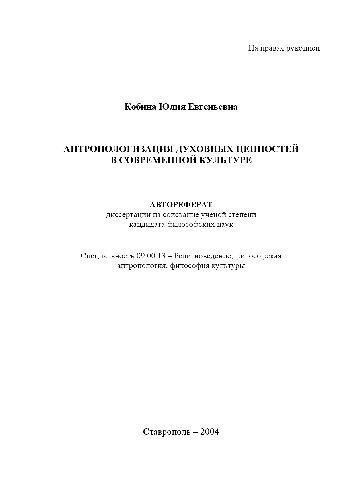 На правах рукописи
Кобина Юлия Евгеньевна
АНТРОПОЛОГИЗАЦИЯ ДУХОВНЫХ ЦЕННОСТЕЙ
В СОВРЕМЕННОЙ КУЛЬТУРЕ
АВТОРЕФЕРАТ
диссертации на соискание ученой степени
кандидата философских наук
Специальность 09.00.13 – Религиоведение, философская
антропология, философия культуры
Ставрополь – 2004